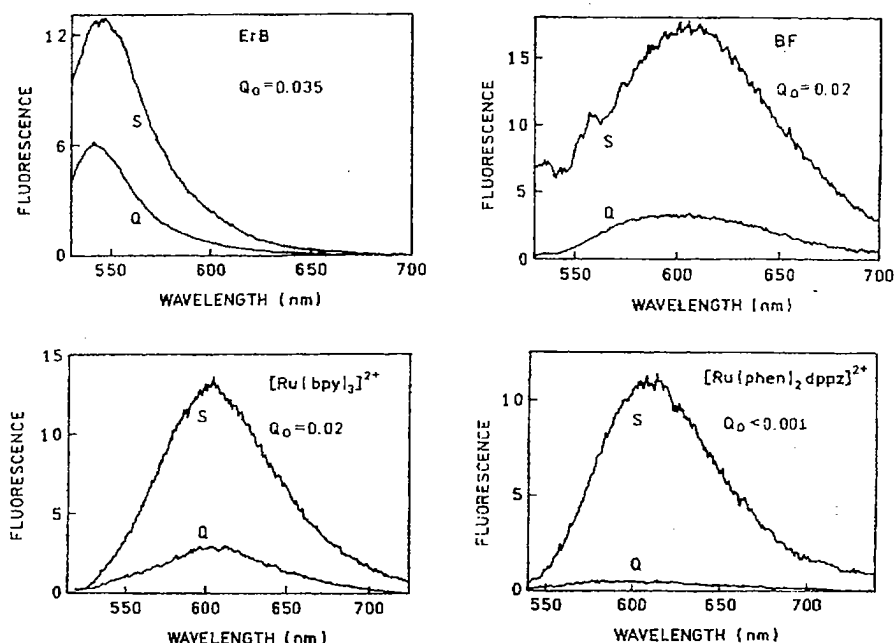 ErB
Q₀=0.035
S
Q
FLUORESCENCE
12
6
0
550
600
650
700
WAVELENGTH (nm)
BF
Q₀=0.02
S
Q
FLUORESCENCE
15
10
5
0
550
600
650
700
WAVELENGTH (nm)
[Ru(bpy)₃]²⁺
Q₀=0.02
S
Q
FLUORESCENCE
15
10
5
0
550
600
650
700
WAVELENGTH (nm)
[Ru(phen)₂dppz]²⁺
Q₀<0.001
S
Q
FLUORESCENCE
10
5
0
550
600
650
700
WAVELENGTH (nm)